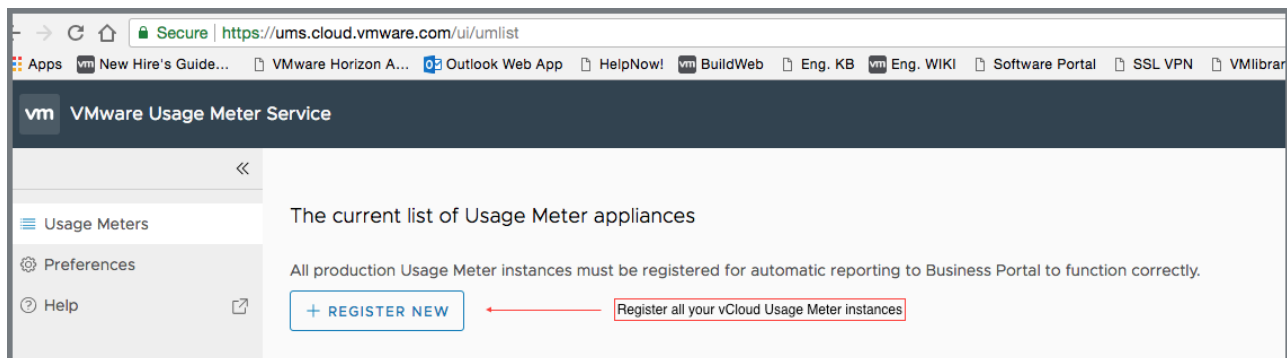 Secure | https://ums.cloud.vmware.com/ui/umlist
Apps vm New Hire's Guide... VMware Horizon A... Outlook Web App HelpNow! vm BuildWeb Eng. KB vm Eng. WIKI Software Portal SSL VPN VMlibrar
vm VMware Usage Meter Service
Usage Meters
The current list of Usage Meter appliances
Preferences
All production Usage Meter instances must be registered for automatic reporting to Business Portal to function correctly.
Help
+ REGISTER NEW
Register all your vCloud Usage Meter instances